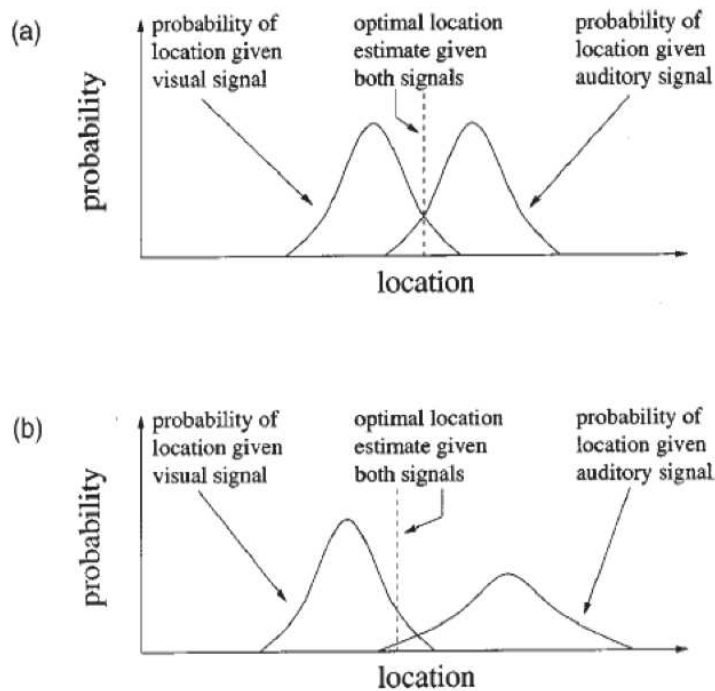 (a)
probability of
location given
visual signal
optimal location
estimate given
both signals
probability of
location given
auditory signal
probability
location
(b)
probability of
location given
visual signal
optimal location
estimate given
both signals
probability of
location given
auditory signal
probability
location